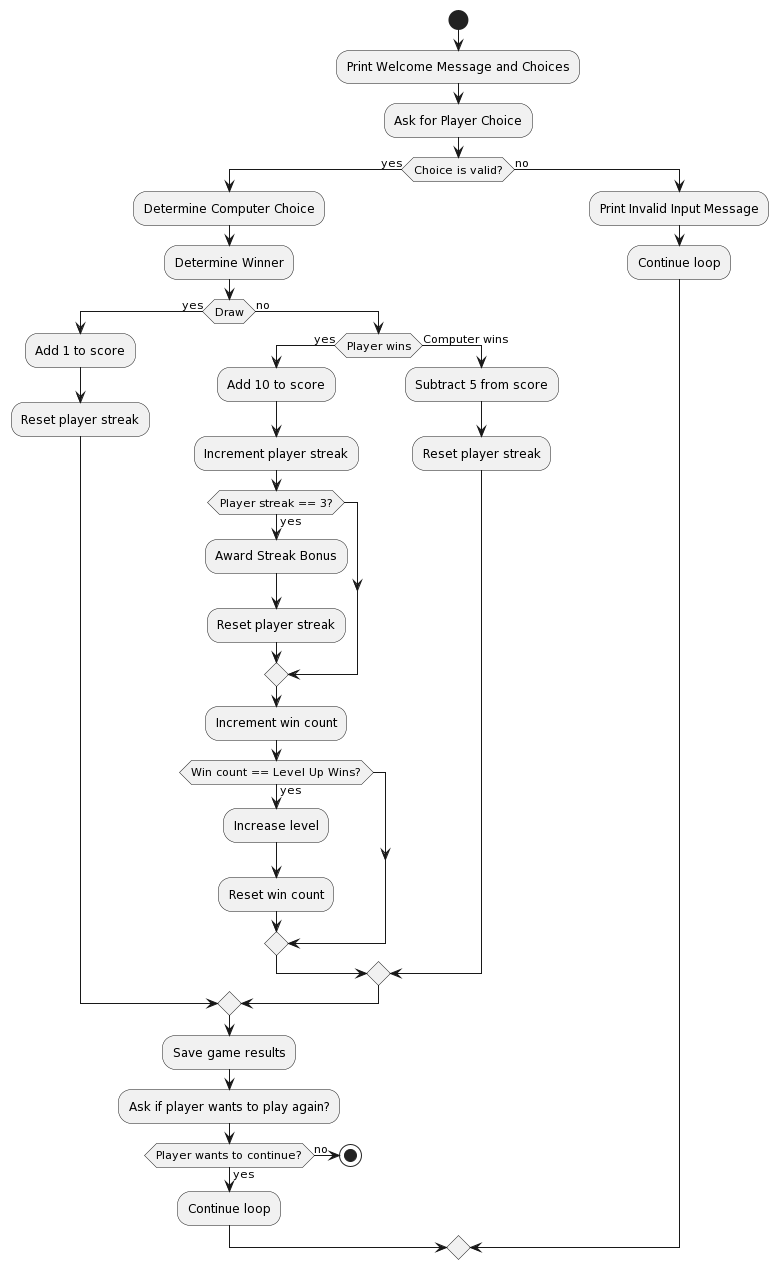 Print Welcome Message and Choices
Ask for Player Choice
yes
Choice is valid?
no
Determine Computer Choice
Print Invalid Input Message
Determine Winner
Continue loop
yes
Draw
no
Add 1 to score
yes
Player wins
Computer wins
Add 10 to score
Subtract 5 from score
Reset player streak
Increment player streak
Reset player streak
Player streak == 3?
yes
Award Streak Bonus
Reset player streak
Increment win count
Win count == Level Up Wins?
yes
Increase level
Reset win count
Save game results
Ask if player wants to play again?
Player wants to continue?
no
yes
Continue loop